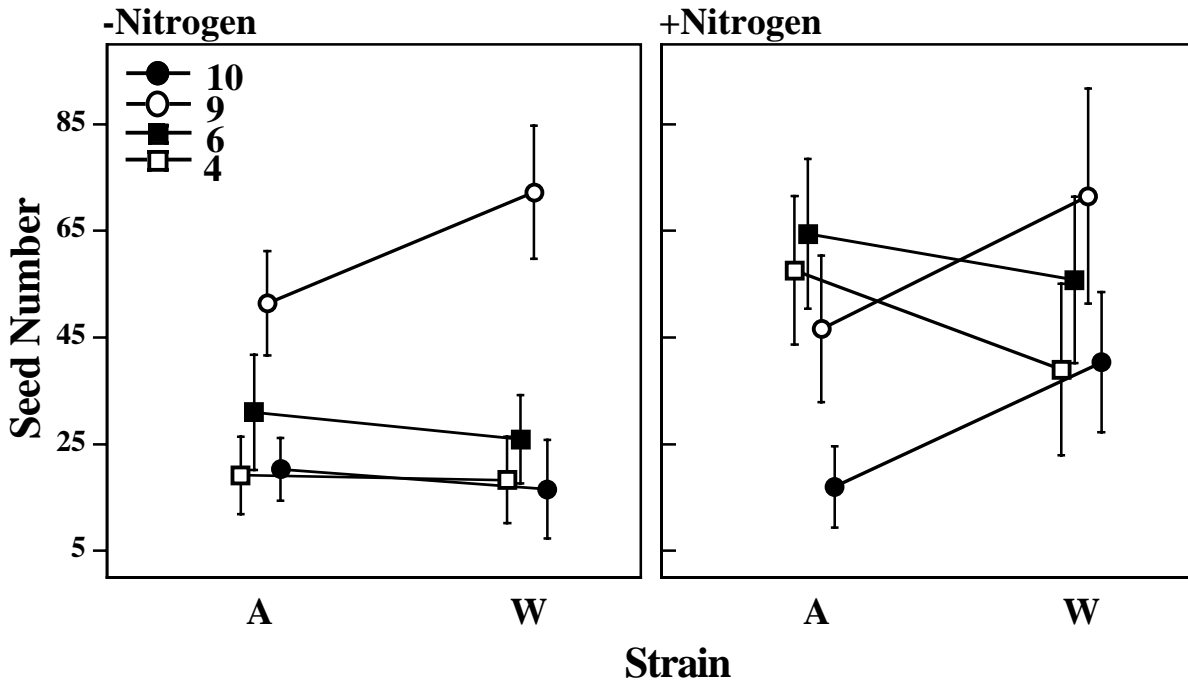 -Nitrogen
+Nitrogen
10
9
6
4
85
65
45
25
5
Seed Number
A
W
A
W
Strain